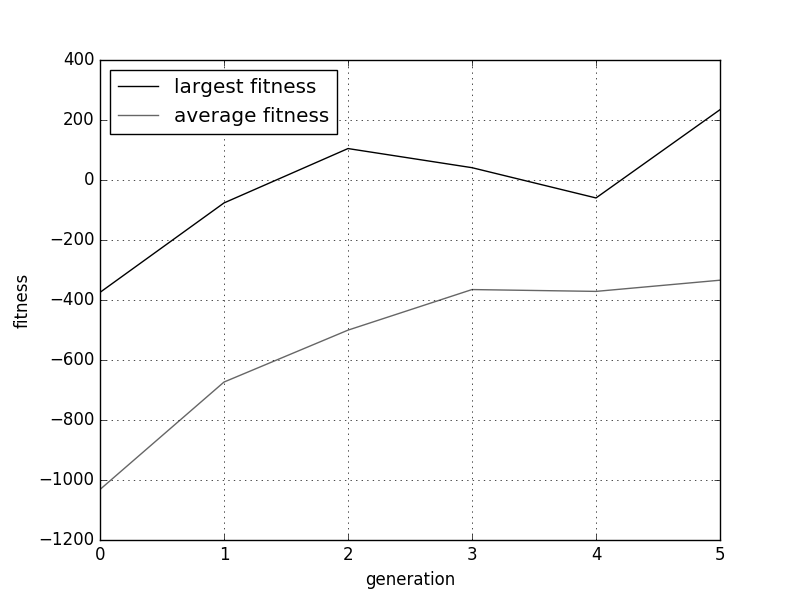 400
200
0
−200
−400
−600
−800
−1000
−1200
fitness
largest fitness
average fitness
0 1 2 3 4 5
generation